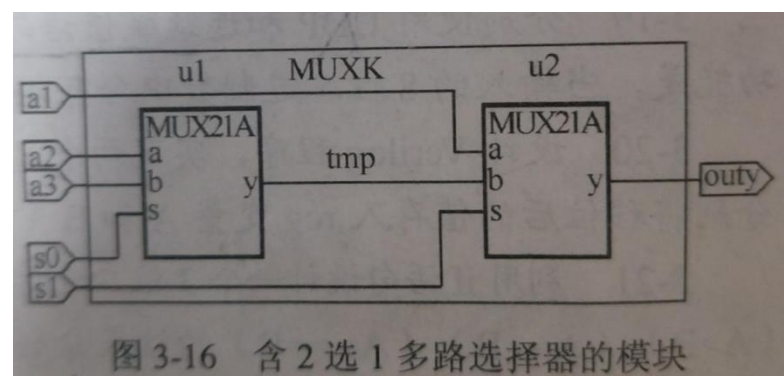 u1 MUXK u2
a1
MUX21A MUX21A
a2 a a
a3 b y tmp b y outy
s s
s0
s1
图 3-16 含 2 选 1 多路选择器的模块